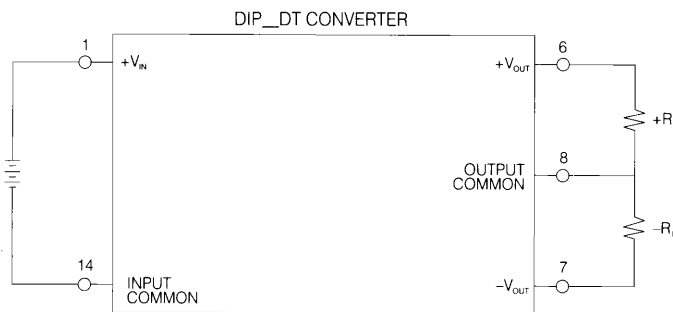 DIP__DT CONVERTER
1
+VIN
6
+VOUT
+R
8
OUTPUT
COMMON
14
INPUT
COMMON
7
–VOUT
–R